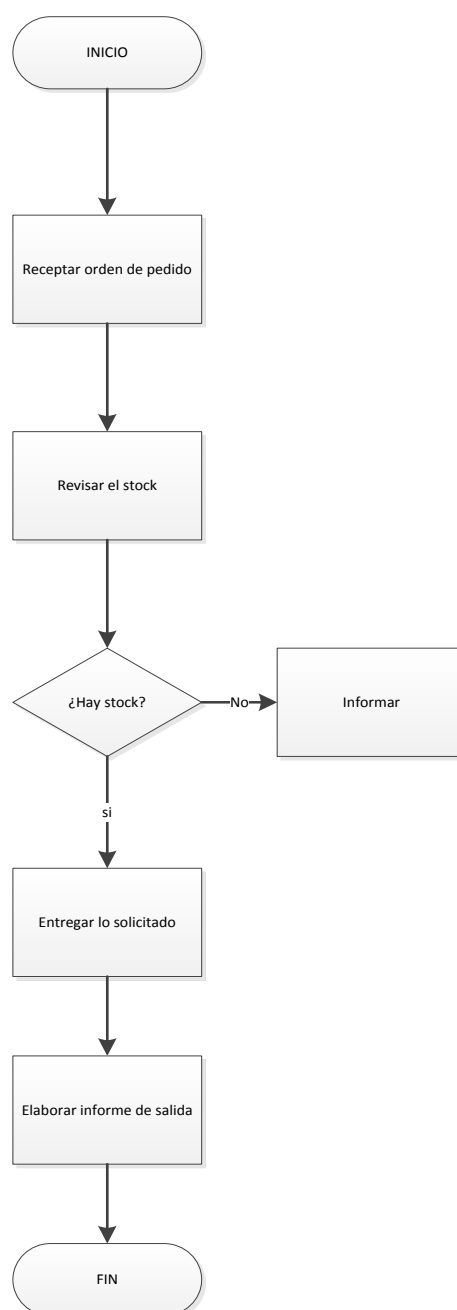 INICIO
Receptar orden de pedido
Revisar el stock
¿Hay stock?
No
Informar
si
Entregar lo solicitado
Elaborar informe de salida
FIN